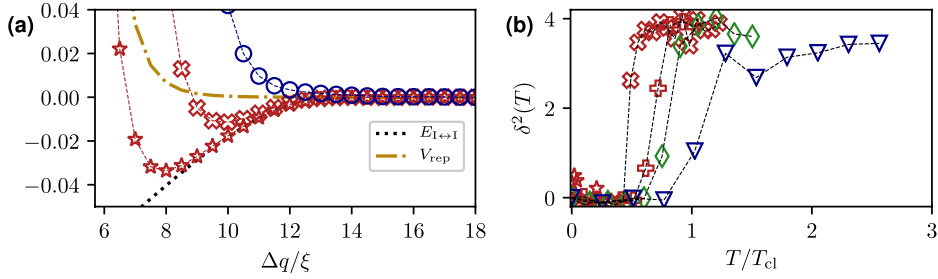 (a)
0.04
0.02
0.00
−0.02
−0.04
E_I↔I
V_rep
6 8 10 12 14 16 18
Δq/ξ
(b)
δ²(T)
4
2
0
0 1 2 3
T/T_cl